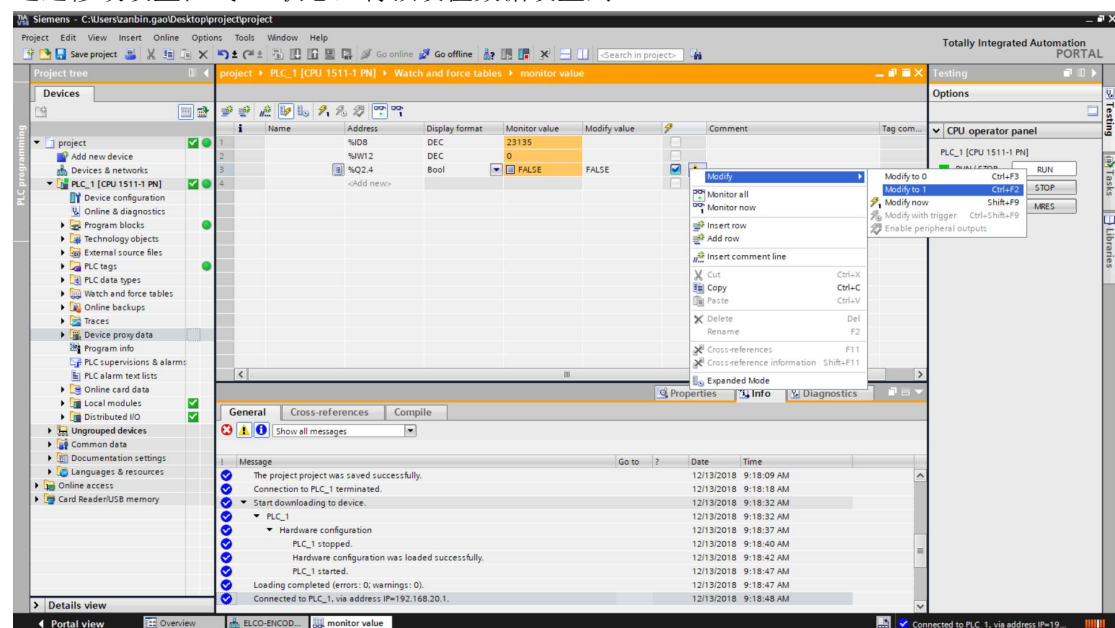 Siemens - C:\Users\zanbin.gao\Desktop\project\project
Project Edit View Insert Online Options Tools Window Help
Save project
Go online Go offline
<Search in project>
Totally Integrated Automation
PORTAL
Project tree
project ▸ PLC_1 [CPU 1511-1 PN] ▸ Watch and force tables ▸ monitor value
Testing
Devices
Options
PLC programming
i Name Address Display format Monitor value Modify value Comment Tag com...
1 %ID8 DEC 23135
2 %IW12 DEC 0
3 %Q2.4 Bool FALSE FALSE
4 <Add new>
project
Add new device
Devices & networks
PLC_1 [CPU 1511-1 PN]
Device configuration
Online & diagnostics
Program blocks
Technology objects
External source files
PLC tags
PLC data types
Watch and force tables
Online backups
Traces
Device proxy data
Program info
PLC supervisions & alarms
PLC alarm text lists
Online card data
Local modules
Distributed I/O
Ungrouped devices
Common data
Documentation settings
Languages & resources
Online access
Card Reader/USB memory
Modify
Monitor all
Monitor now
Insert row
Add row
Insert comment line
Cut Ctrl+X
Copy Ctrl+C
Paste Ctrl+V
Delete Del
Rename F2
Cross-references F11
Cross-reference information Shift+F11
Expanded Mode
Modify to 0 Ctrl+F3
Modify to 1 Ctrl+F2
Modify now Shift+F9
Modify with trigger Ctrl+Shift+F9
Enable peripheral outputs
CPU operator panel
PLC_1 [CPU 1511-1 PN]
RUN
STOP
MRES
Testing
Tasks
Libraries
Properties Info Diagnostics
General Cross-references Compile
Show all messages
! Message Go to ? Date Time
The project project was saved successfully. 12/13/2018 9:18:09 AM
Connection to PLC_1 terminated. 12/13/2018 9:18:18 AM
Start downloading to device. 12/13/2018 9:18:32 AM
PLC_1 12/13/2018 9:18:32 AM
Hardware configuration 12/13/2018 9:18:37 AM
PLC_1 stopped. 12/13/2018 9:18:40 AM
Hardware configuration was loaded successfully. 12/13/2018 9:18:42 AM
PLC_1 started. 12/13/2018 9:18:47 AM
Loading completed (errors: 0; warnings: 0). 12/13/2018 9:18:47 AM
Connected to PLC_1, via address IP=192.168.20.1. 12/13/2018 9:18:48 AM
Details view
Portal view Overview ELCO-ENCOD... monitor value
Connected to PLC_1, via address IP=19...